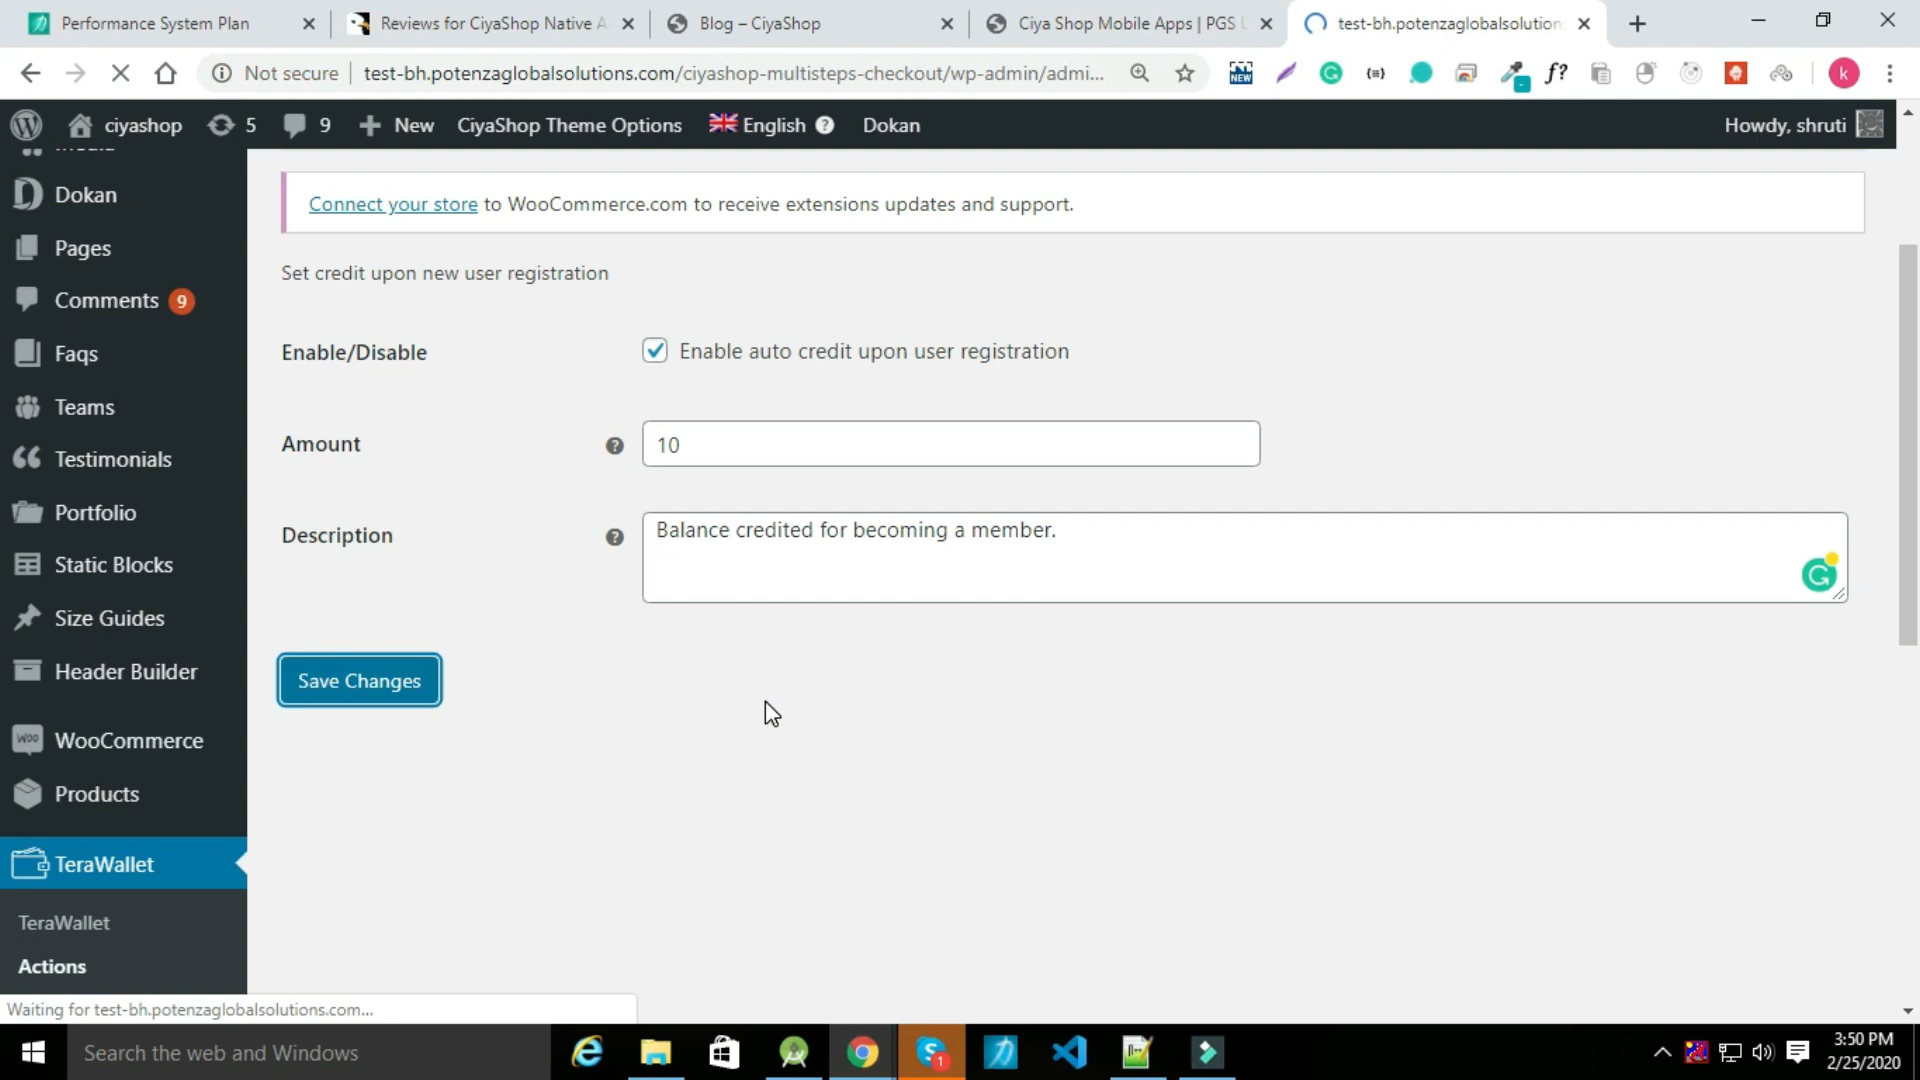 Performance System Plan
Reviews for CiyaShop Native A
Blog – CiyaShop
Ciya Shop Mobile Apps | PGS
test-bh.potenzaglobalsolution
Not secure
test-bh.potenzaglobalsolutions.com/ciyashop-multisteps-checkout/wp-admin/admi...
NEW
f?
k
ciyashop
5
9
New
CiyaShop Theme Options
English
Dokan
Howdy, shruti
Dokan
Pages
Comments 9
Faqs
Teams
Testimonials
Portfolio
Static Blocks
Size Guides
Header Builder
WooCommerce
Products
TeraWallet
TeraWallet
Actions
Connect your store to WooCommerce.com to receive extensions updates and support.
Set credit upon new user registration
Enable/Disable
Enable auto credit upon user registration
Amount
10
Description
Balance credited for becoming a member.
Save Changes
Waiting for test-bh.potenzaglobalsolutions.com...
Search the web and Windows
1
3:50 PM
2/25/2020